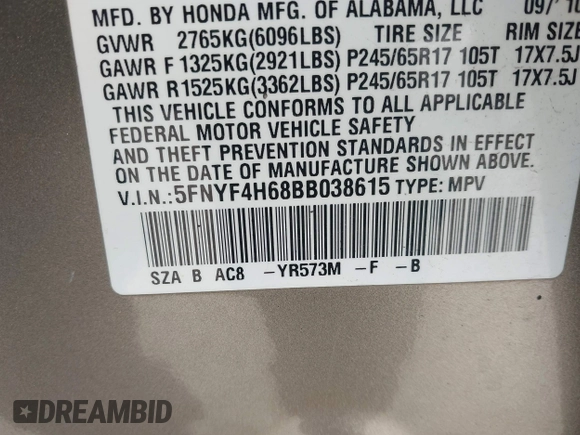 MFD. BY HONDA MFG. OF ALABAMA, LLC 09/'10
GVWR 2765KG(6096LBS) TIRE SIZE RIM SIZE
GAWR F 1325KG(2921LBS) P245/65R17 105T 17X7.5J
GAWR R 1525KG(3362LBS) P245/65R17 105T 17X7.5J
THIS VEHICLE CONFORMS TO ALL APPLICABLE
FEDERAL MOTOR VEHICLE SAFETY
AND THEFT PREVENTION STANDARDS IN EFFECT
ON THE DATE OF MANUFACTURE SHOWN ABOVE.
V.I.N.:5FNYF4H68BB038615 TYPE: MPV
SZA B AC8 -YR573M -F -B
DREAMBID